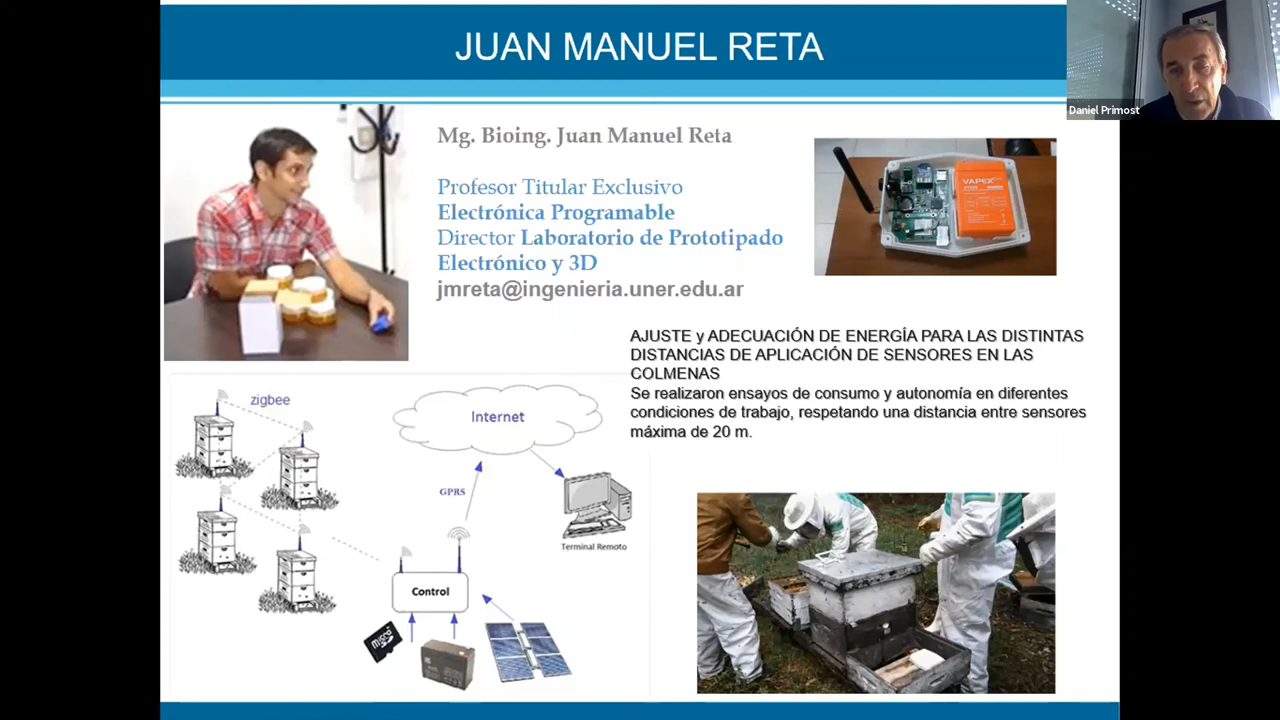 JUAN MANUEL RETA
Daniel Primost
Mg. Bioing. Juan Manuel Reta
Profesor Titular Exclusivo
Electrónica Programable
Director Laboratorio de Prototipado
Electrónico y 3D
jmreta@ingenieria.uner.edu.ar
VAPEX
AJUSTE y ADECUACIÓN DE ENERGÍA PARA LAS DISTINTAS
DISTANCIAS DE APLICACIÓN DE SENSORES EN LAS
COLMENAS
Se realizaron ensayos de consumo y autonomía en diferentes
condiciones de trabajo, respetando una distancia entre sensores
máxima de 20 m.
zigbee
Internet
GPRS
Terminal Remoto
Control
micro